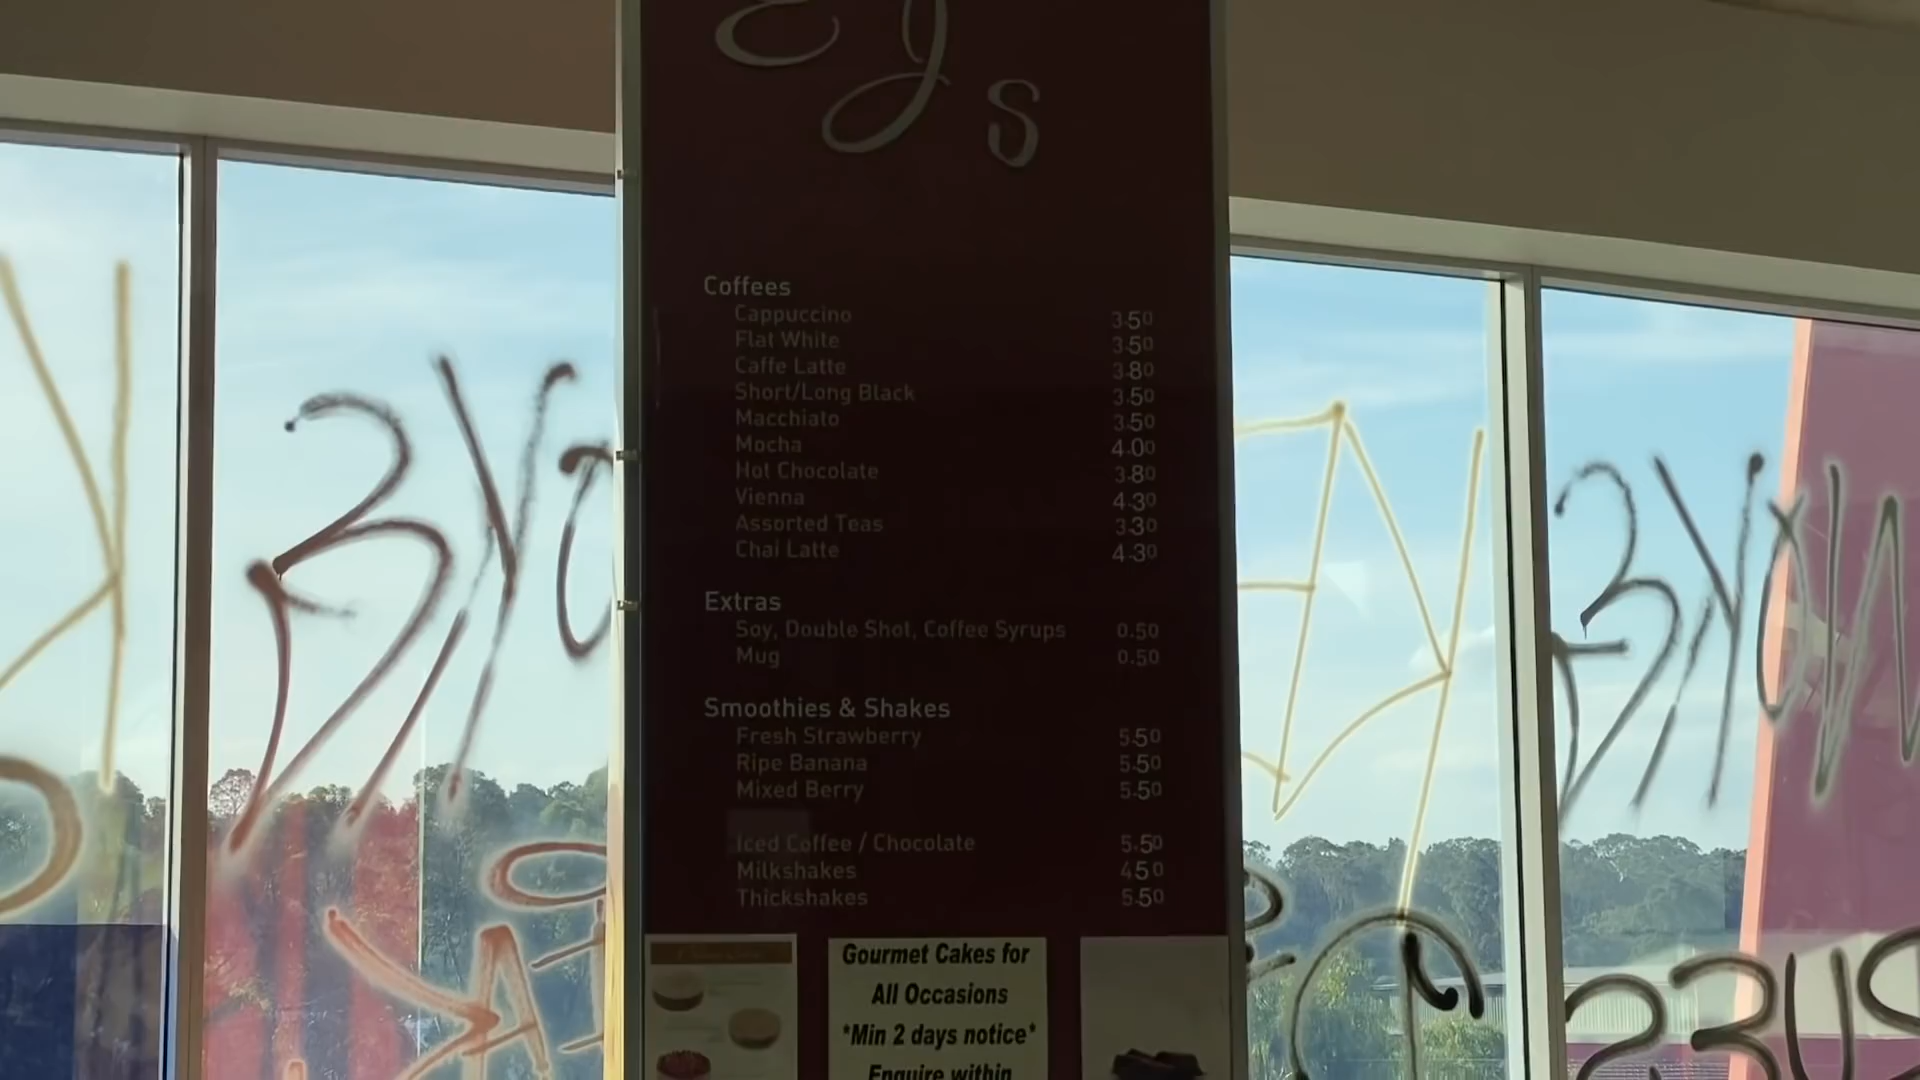 EJs
Coffees
Cappuccino 3.50
Flat White 3.50
Caffe Latte 3.80
Short/Long Black 3.50
Macchiato 3.50
Mocha 4.00
Hot Chocolate 3.80
Vienna 4.30
Assorted Teas 3.30
Chai Latte 4.30
Extras
Soy, Double Shot, Coffee Syrups 0.50
Mug 0.50
Smoothies & Shakes
Fresh Strawberry 5.50
Ripe Banana 5.50
Mixed Berry 5.50
Iced Coffee / Chocolate 5.50
Milkshakes 450
Thickshakes 5.50
Gourmet Cakes for
All Occasions
*Min 2 days notice*
Enquire within